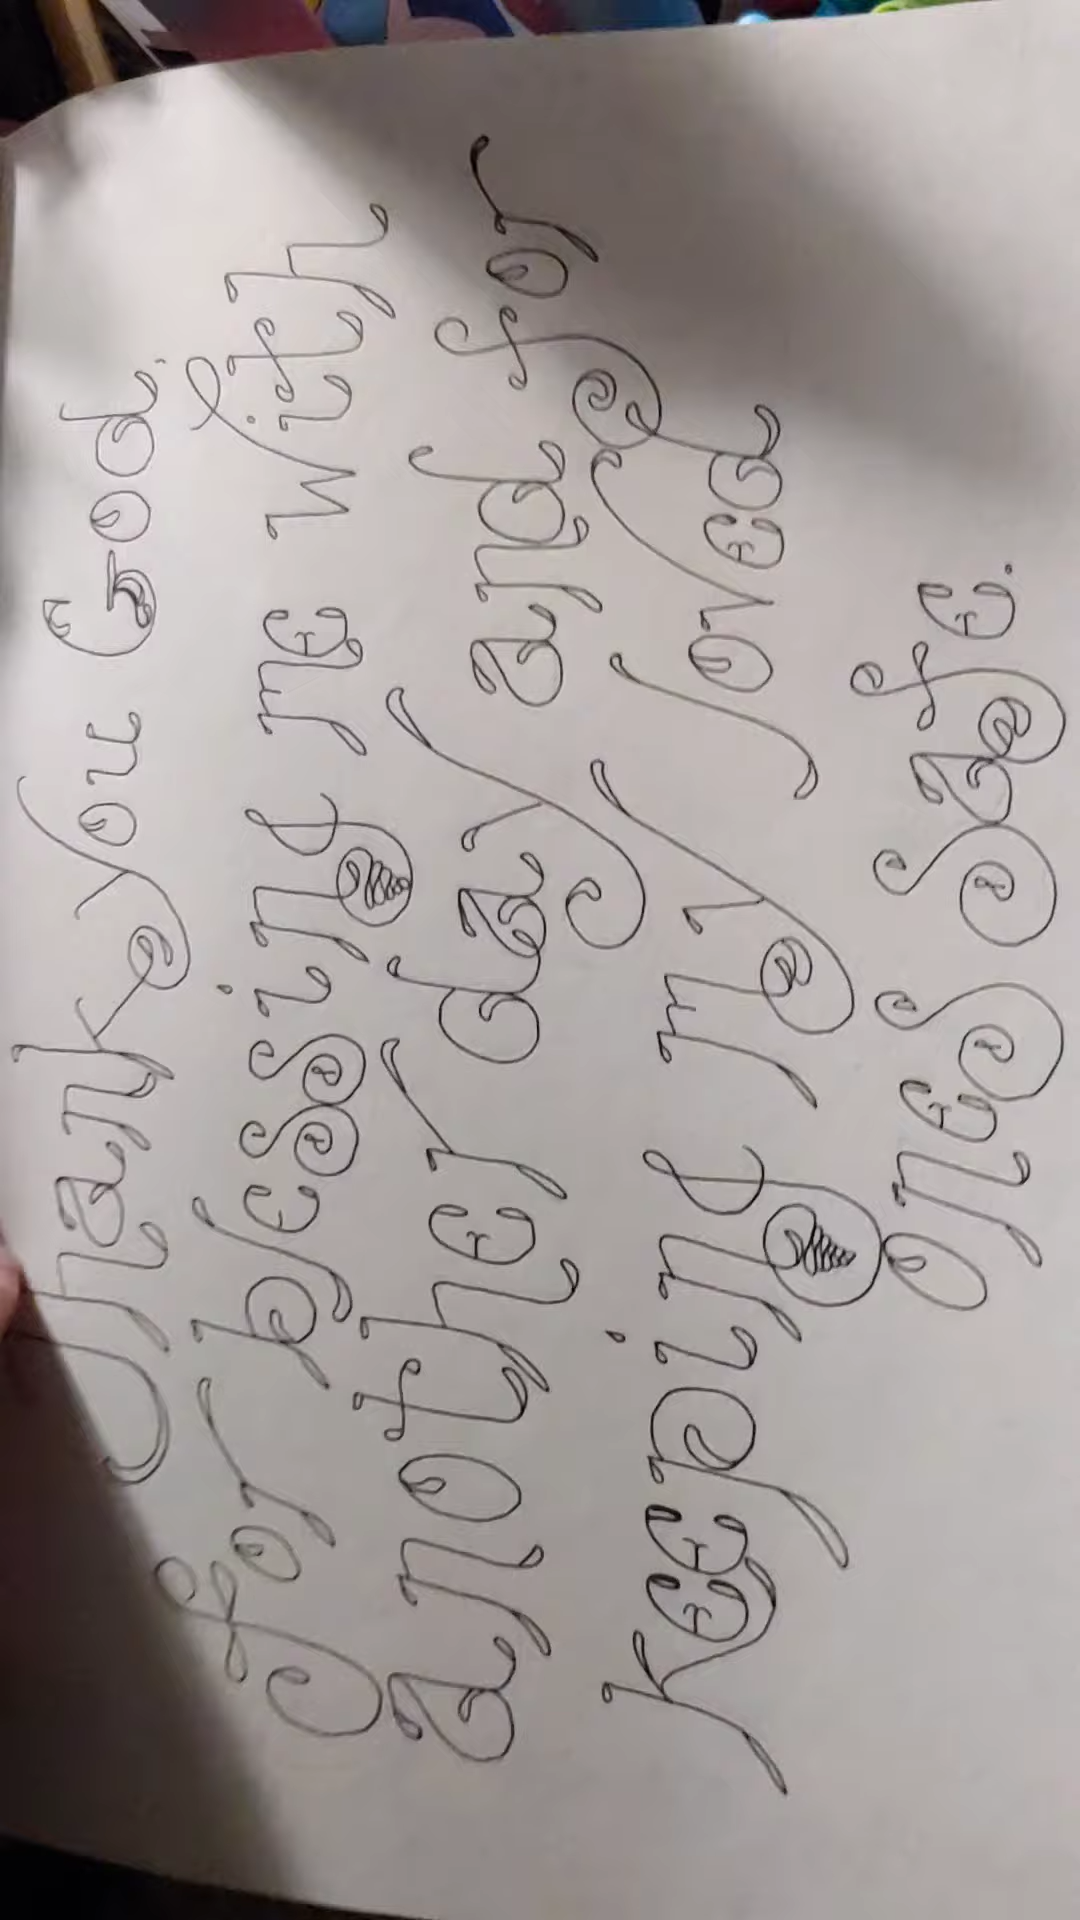 Thank you God.
for blessing me with
another day and for
keeping my loved
ones safe.